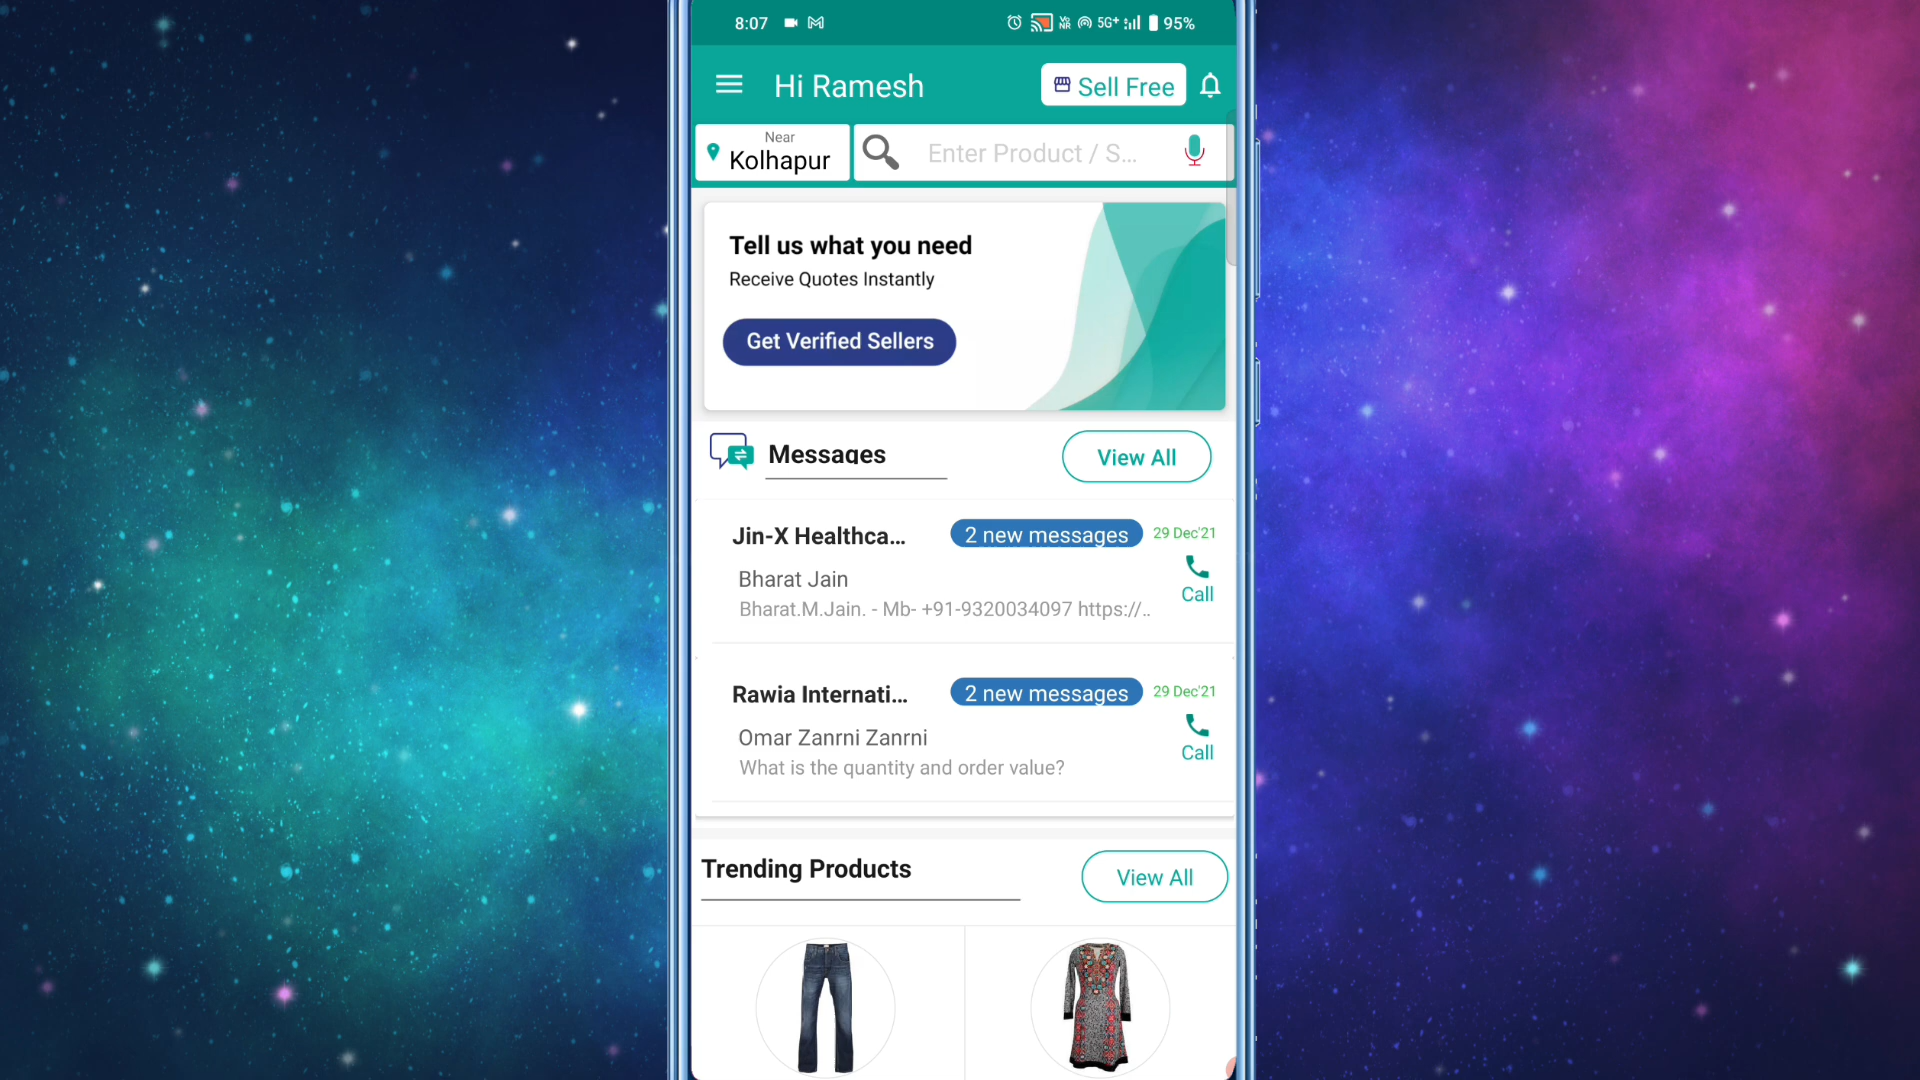 8:07 5G+ 95%
Hi Ramesh Sell Free
Near
Kolhapur Enter Product / S...
Tell us what you need
Receive Quotes Instantly
Get Verified Sellers
Messages View All
Jin-X Healthca... 2 new messages 29 Dec'21
Bharat Jain
Call
Bharat.M.Jain. - Mb- +91-9320034097 https://..
Rawia Internati... 2 new messages 29 Dec'21
Omar Zanrni Zanrni
Call
What is the quantity and order value?
Trending Products View All